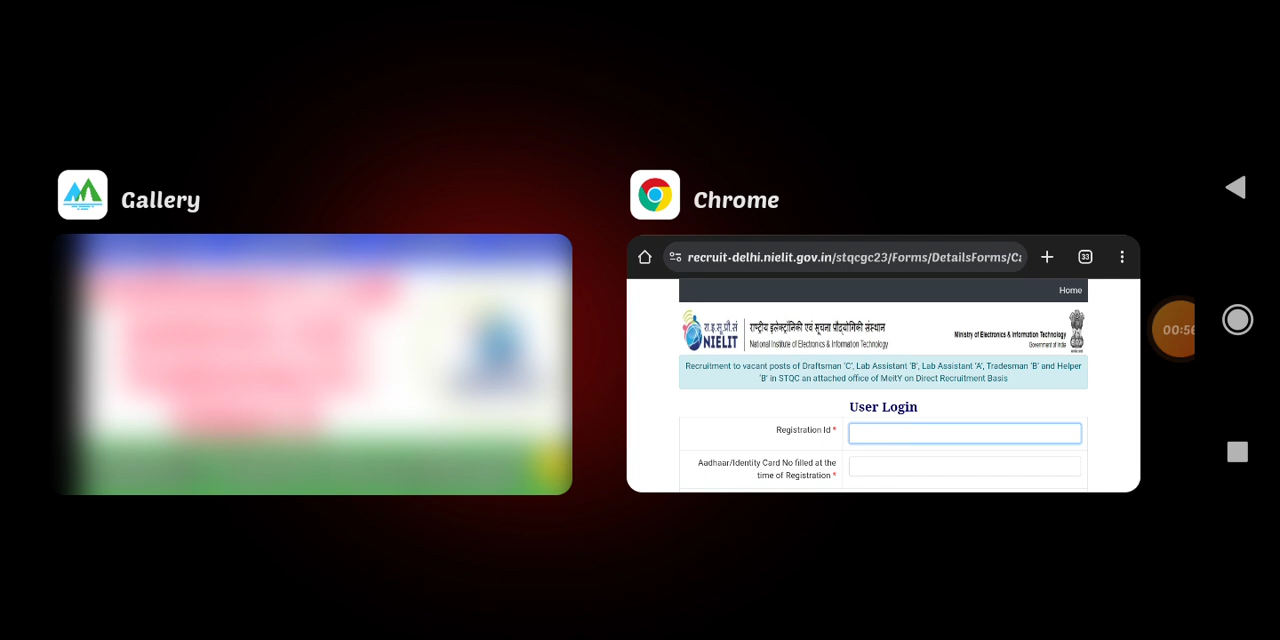 Gallery
Chrome
recruit-delhi.nielit.gov.in/stqcgc23/Forms/DetailsForms/Ca
33
Home
रा.इ.सू.प्रौ.सं
NIELIT
राष्ट्रीय इलेक्ट्रॉनिकी एवं सूचना प्रौद्योगिकी संस्थान
National Institute of Electronics & Information Technology
Ministry of Electronics & Information Technology
Government of India
Recruitment to vacant posts of Draftsman 'C', Lab Assistant 'B', Lab Assistant 'A', Tradesman 'B' and Helper
'B' in STQC an attached office of MeitY on Direct Recruitment Basis
User Login
Registration Id *
Aadhaar/Identity Card No filled at the
time of Registration *
00:56